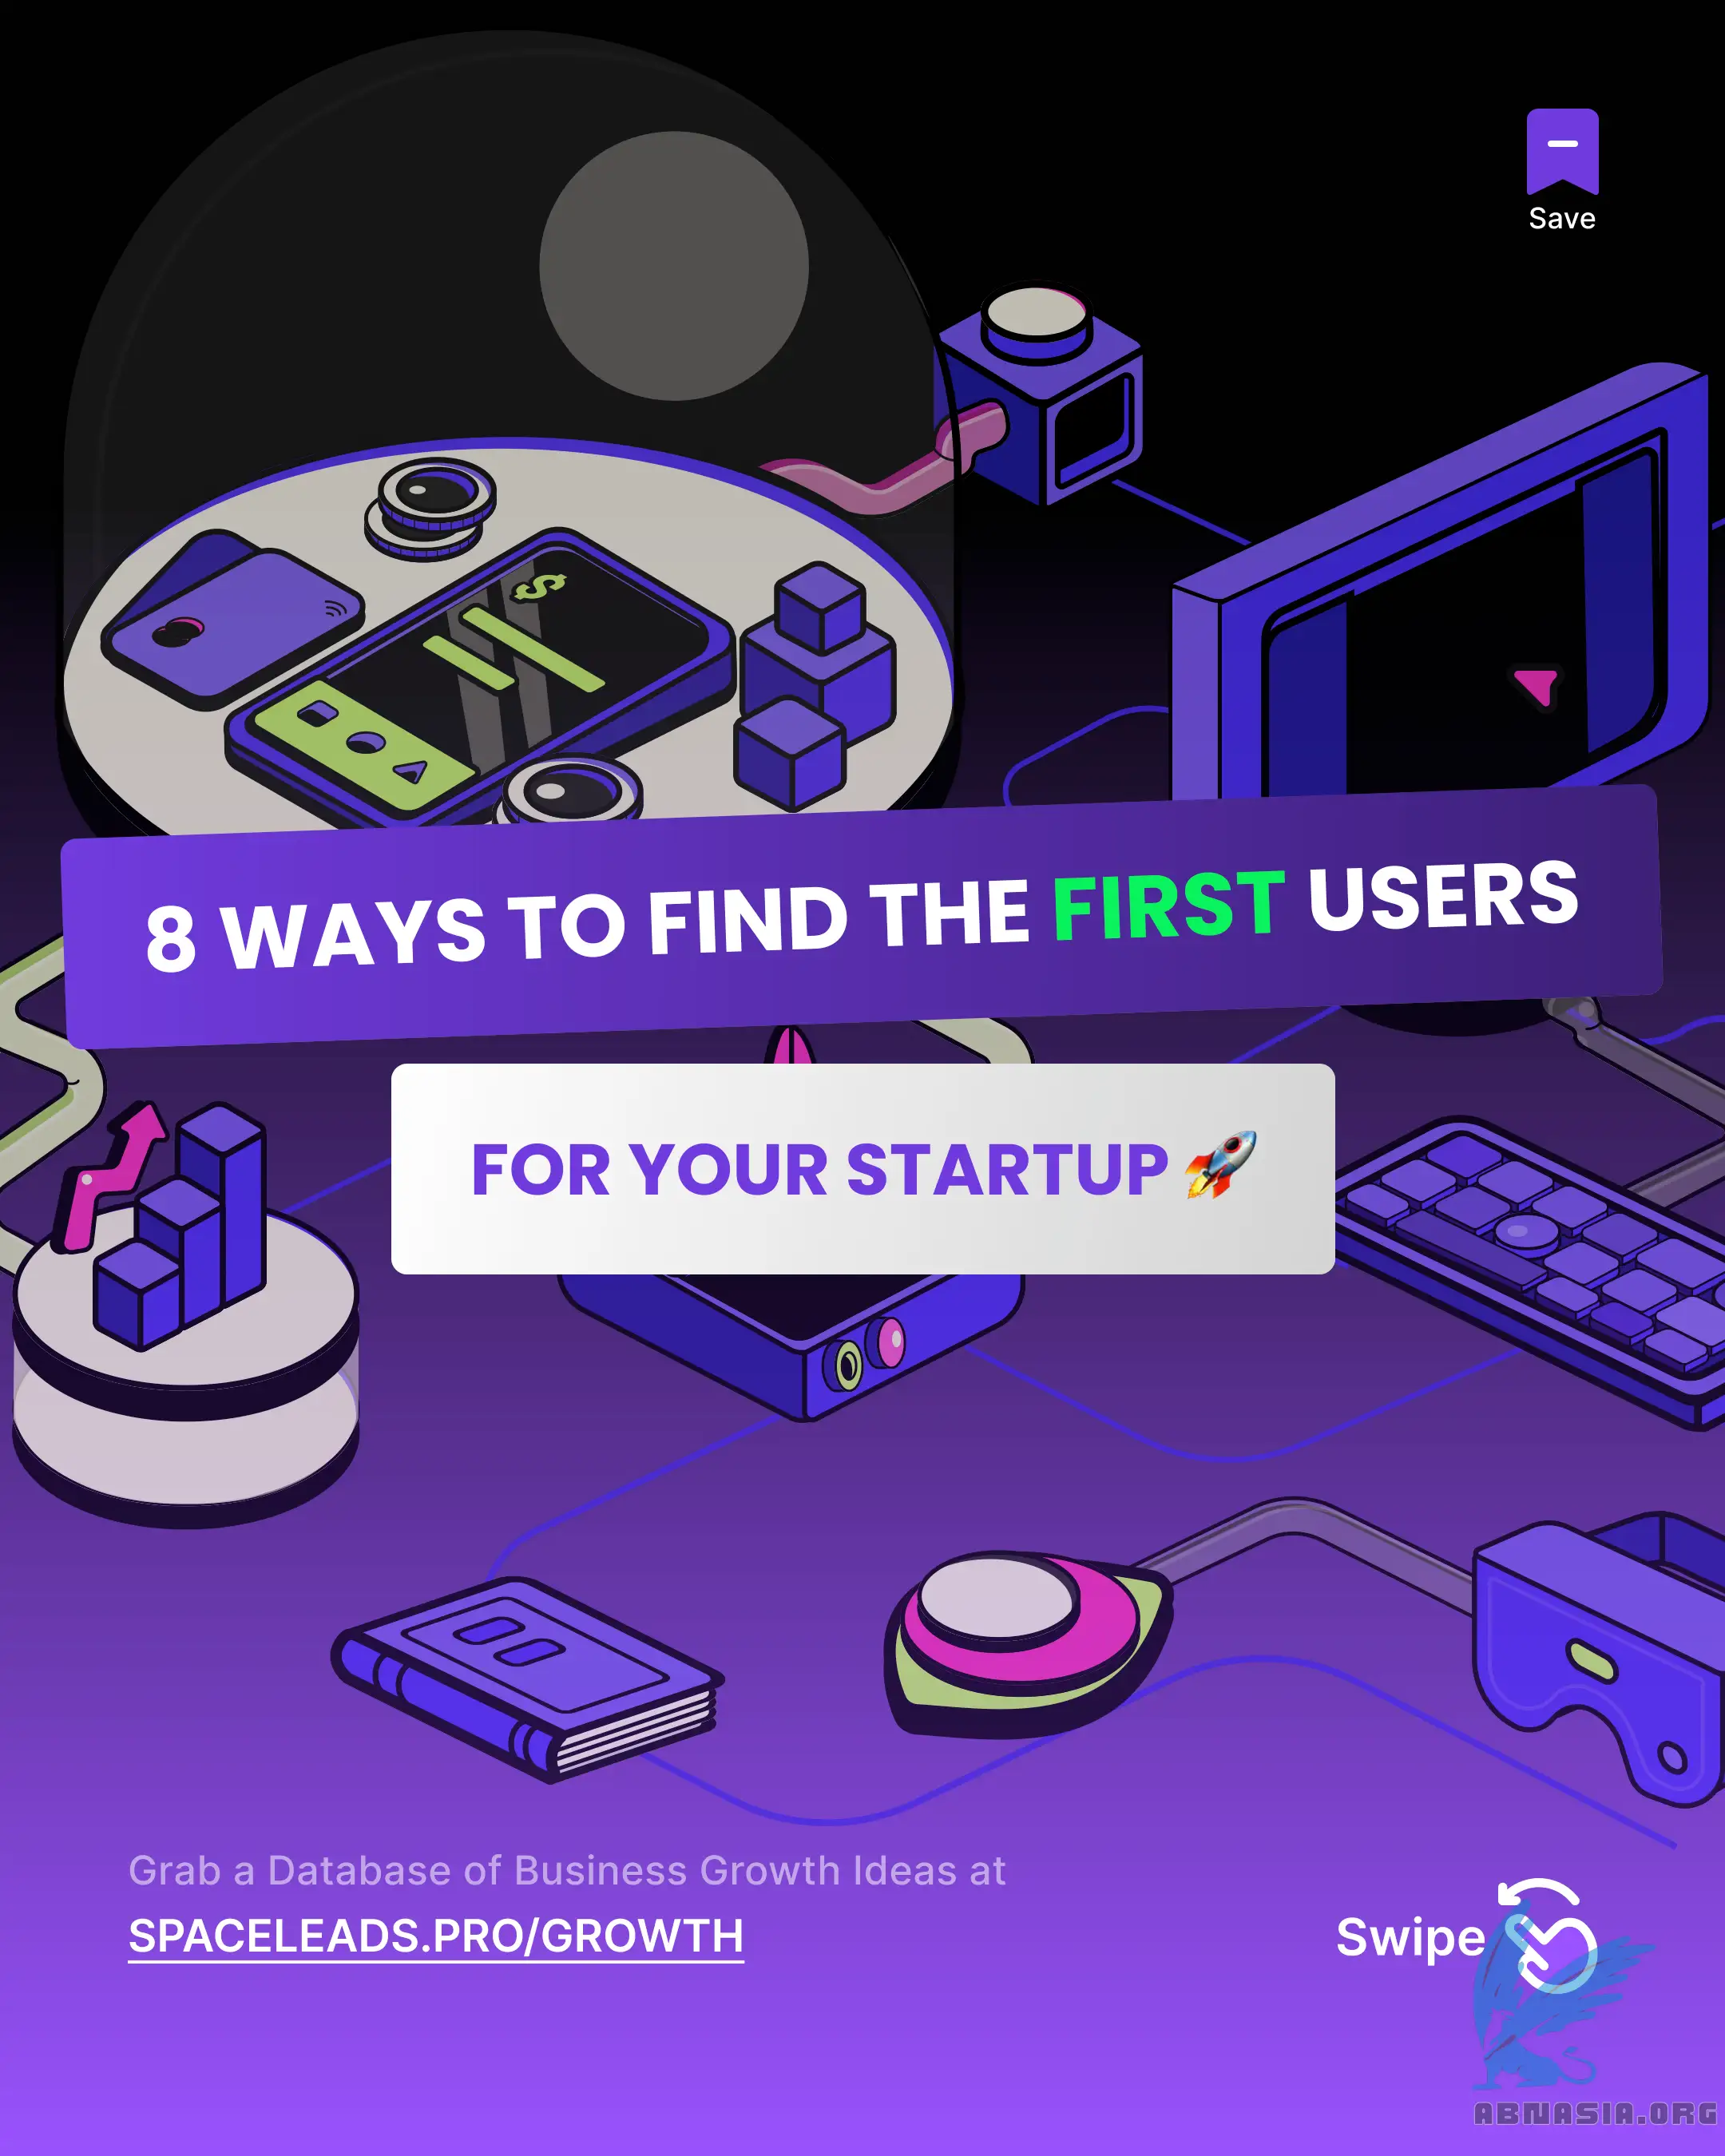 Save
8 WAYS TO FIND THE FIRST USERS
FOR YOUR STARTUP 🚀
Grab a Database of Business Growth Ideas at
SPACELEADS.PRO/GROWTH
Swipe
ABNASIA.ORG